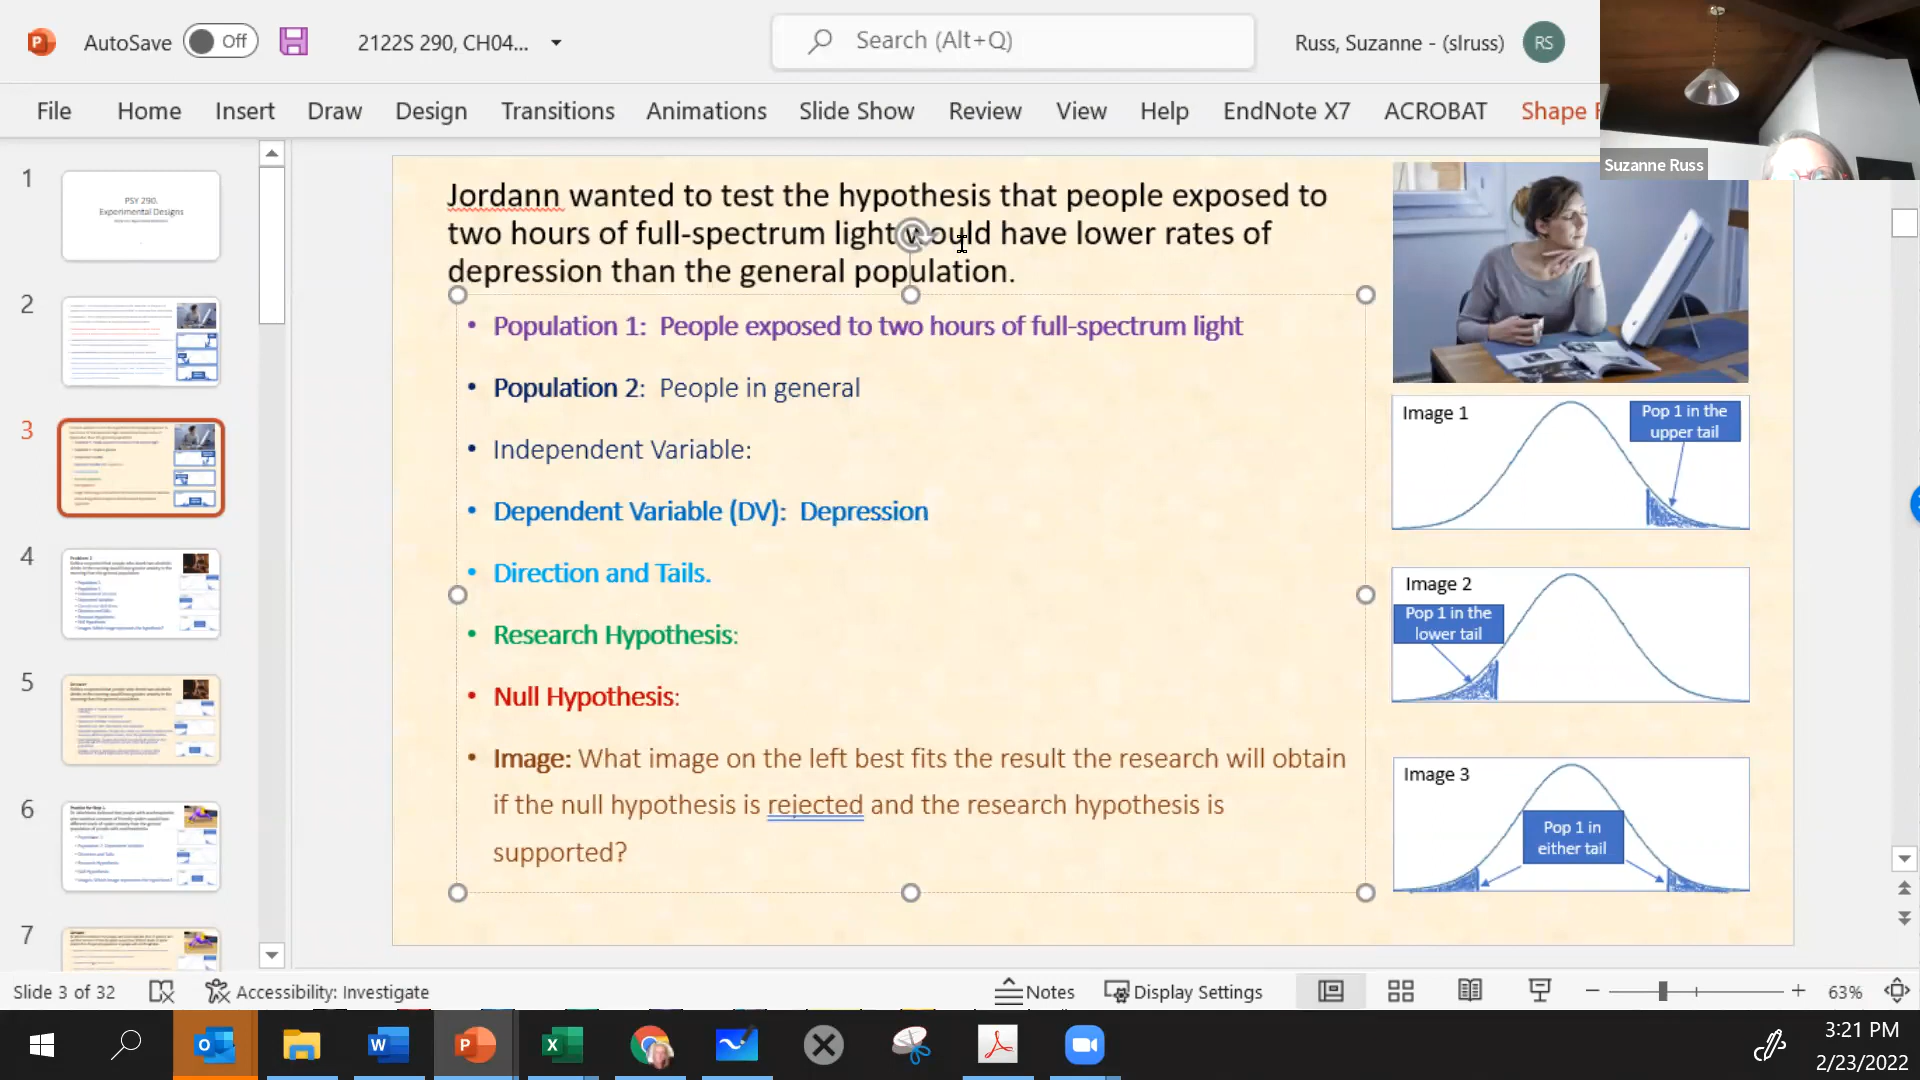 AutoSave Off 2122S 290, CH04... Search (Alt+Q) Russ, Suzanne - (slruss) RS
File Home Insert Draw Design Transitions Animations Slide Show Review View Help EndNote X7 ACROBAT Shape
Suzanne Russ
1
PSY 290.
Experimental Designs
2
3
4
5
6
7
Jordann wanted to test the hypothesis that people exposed to
two hours of full-spectrum light would have lower rates of
depression than the general population.
• Population 1: People exposed to two hours of full-spectrum light
• Population 2: People in general
• Independent Variable:
• Dependent Variable (DV): Depression
• Direction and Tails.
• Research Hypothesis:
• Null Hypothesis:
• Image: What image on the left best fits the result the research will obtain
if the null hypothesis is rejected and the research hypothesis is
supported?
Image 1
Pop 1 in the
upper tail
Image 2
Pop 1 in the
lower tail
Image 3
Pop 1 in
either tail
Slide 3 of 32 Accessibility: Investigate Notes Display Settings 63%
3:21 PM
2/23/2022